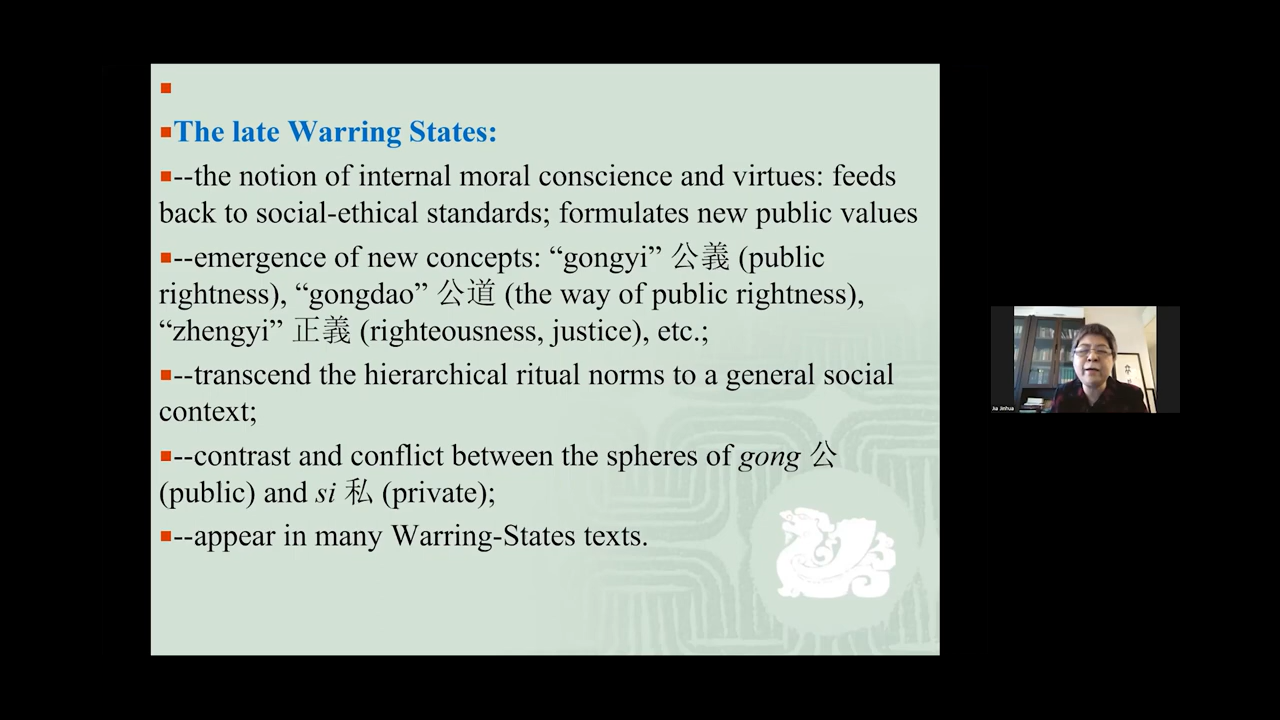 The late Warring States:
--the notion of internal moral conscience and virtues: feeds
back to social-ethical standards; formulates new public values
--emergence of new concepts: “gongyi” 公義 (public
rightness), “gongdao” 公道 (the way of public rightness),
“zhengyi” 正義 (righteousness, justice), etc.;
--transcend the hierarchical ritual norms to a general social
context;
--contrast and conflict between the spheres of gong 公
(public) and si 私 (private);
--appear in many Warring-States texts.
Jia Jinhua